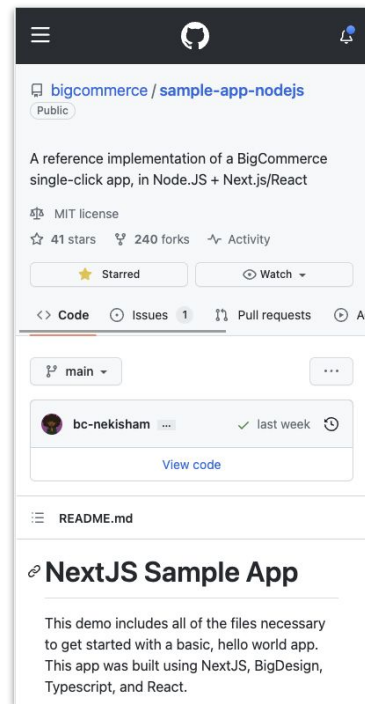 bigcommerce / sample-app-nodejs
Public
A reference implementation of a BigCommerce
single-click app, in Node.JS + Next.js/React
MIT license
41 stars 240 forks Activity
Starred Watch
<> Code Issues 1 Pull requests A
main ...
bc-nekisham ... last week
View code
README.md
NextJS Sample App
This demo includes all of the files necessary
to get started with a basic, hello world app.
This app was built using NextJS, BigDesign,
Typescript, and React.